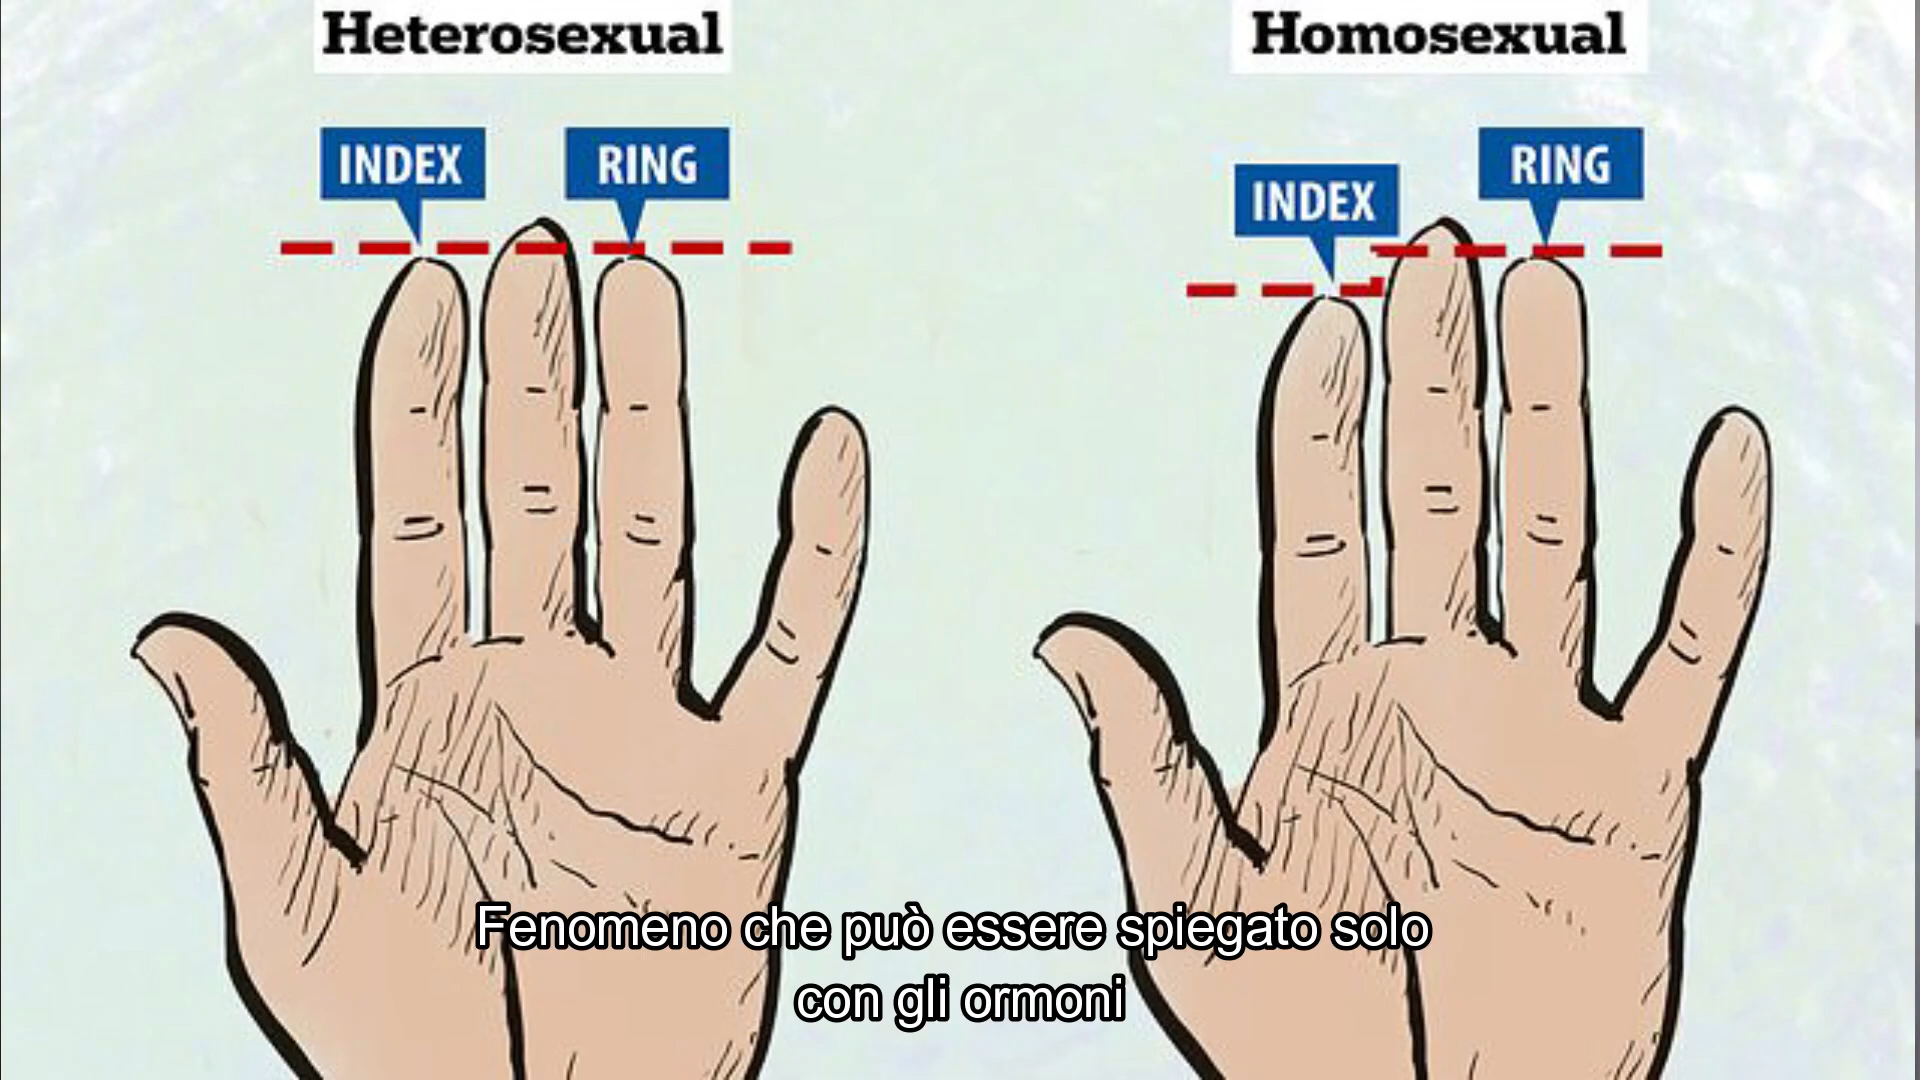 Heterosexual
Homosexual
INDEX
RING
INDEX
RING
Fenomeno che può essere spiegato solo
con gli ormoni